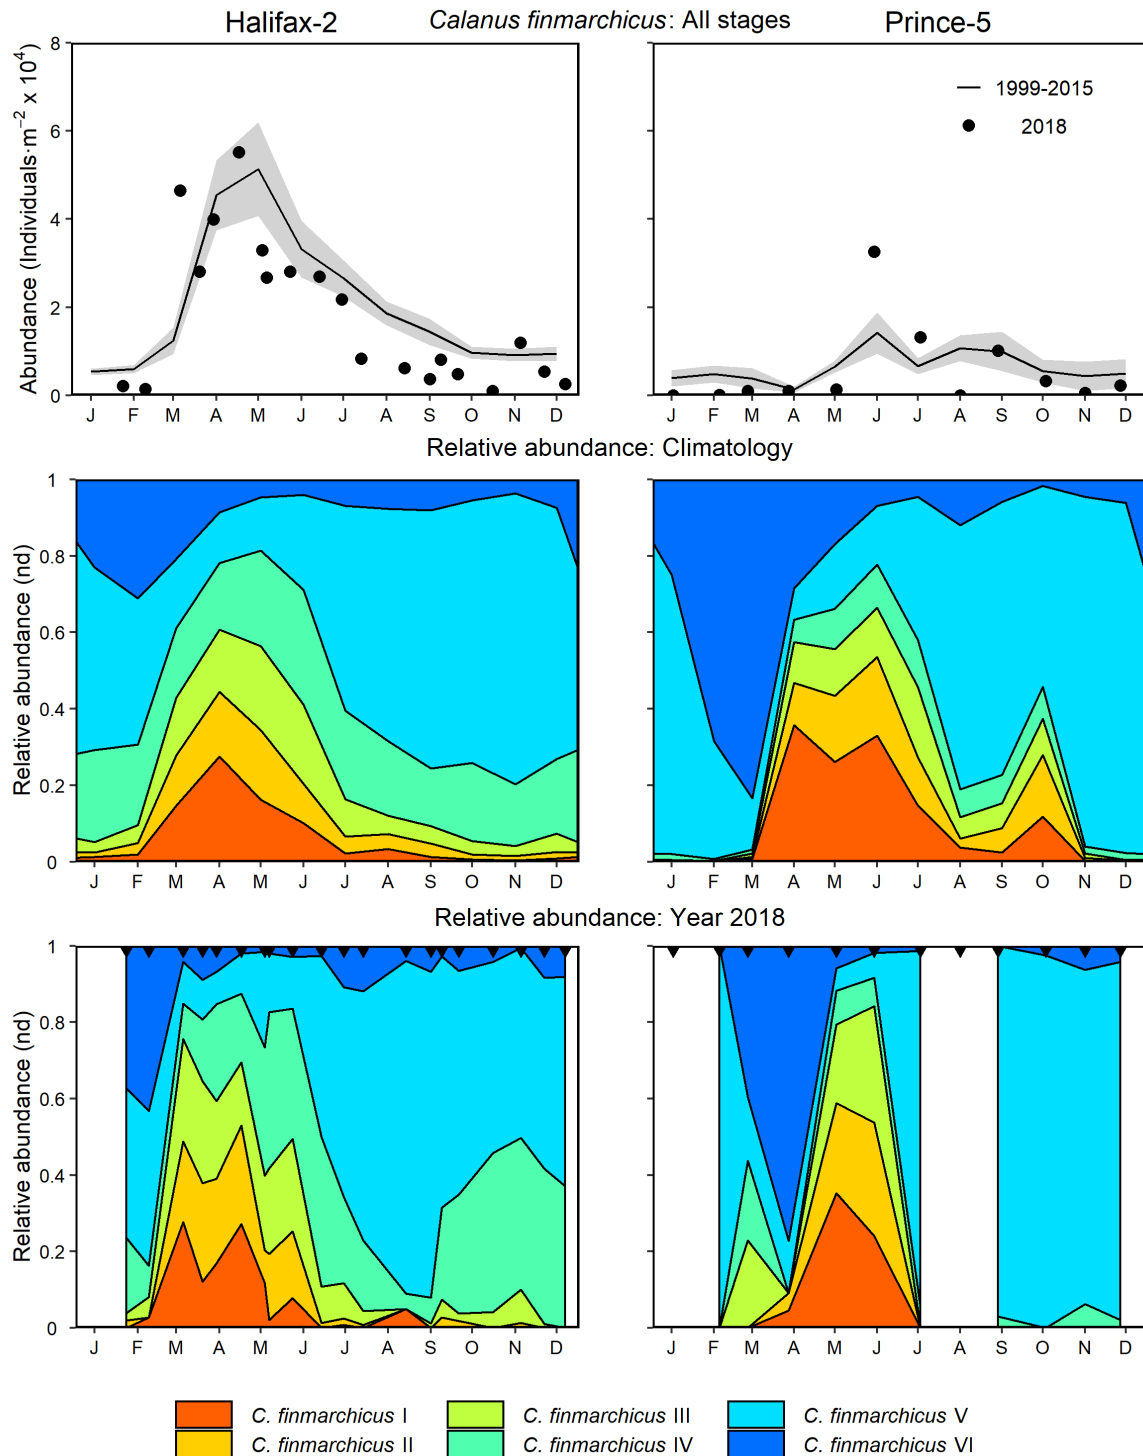 Halifax-2 Calanus finmarchicus: All stages Prince-5
Abundance (Individuals·m⁻² x 10⁴)
8
6
4
2
0
1999-2015
2018
J F M A M J J A S O N D
J F M A M J J A S O N D
Relative abundance: Climatology
Relative abundance (nd)
1
0.8
0.6
0.4
0.2
0
J F M A M J J A S O N D
J F M A M J J A S O N D
Relative abundance: Year 2018
Relative abundance (nd)
1
0.8
0.6
0.4
0.2
0
J F M A M J J A S O N D
J F M A M J J A S O N D
C. finmarchicus I C. finmarchicus III C. finmarchicus V
C. finmarchicus II C. finmarchicus IV C. finmarchicus VI